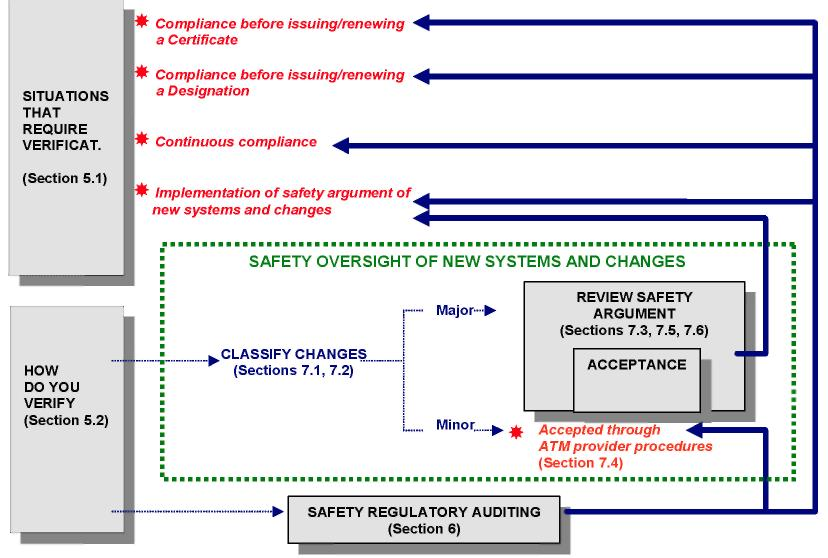 Compliance before issuing/renewing
a Certificate
Compliance before issuing/renewing
a Designation
SITUATIONS
THAT
REQUIRE
VERIFICAT.
(Section 5.1)
Continuous compliance
Implementation of safety argument of
new systems and changes
SAFETY OVERSIGHT OF NEW SYSTEMS AND CHANGES
REVIEW SAFETY
ARGUMENT
(Sections 7.3, 7.5, 7.6)
ACCEPTANCE
Major
CLASSIFY CHANGES
(Sections 7.1, 7.2)
Minor
Accepted through
ATM provider procedures
(Section 7.4)
HOW
DO YOU
VERIFY
(Section 5.2)
SAFETY REGULATORY AUDITING
(Section 6)